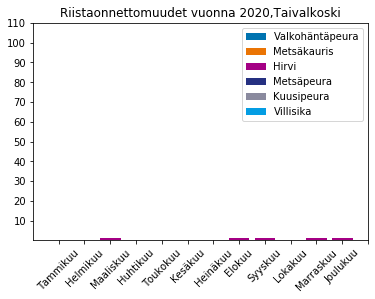 Riistaonnettomuudet vuonna 2020,Taivalkoski
110
100
90
80
70
60
50
40
30
20
10
Valkohäntäpeura
Metsäkauris
Hirvi
Metsäpeura
Kuusipeura
Villisika
Tammikuu
Helmikuu
Maaliskuu
Huhtikuu
Toukokuu
Kesäkuu
Heinäkuu
Elokuu
Syyskuu
Lokakuu
Marraskuu
Joulukuu